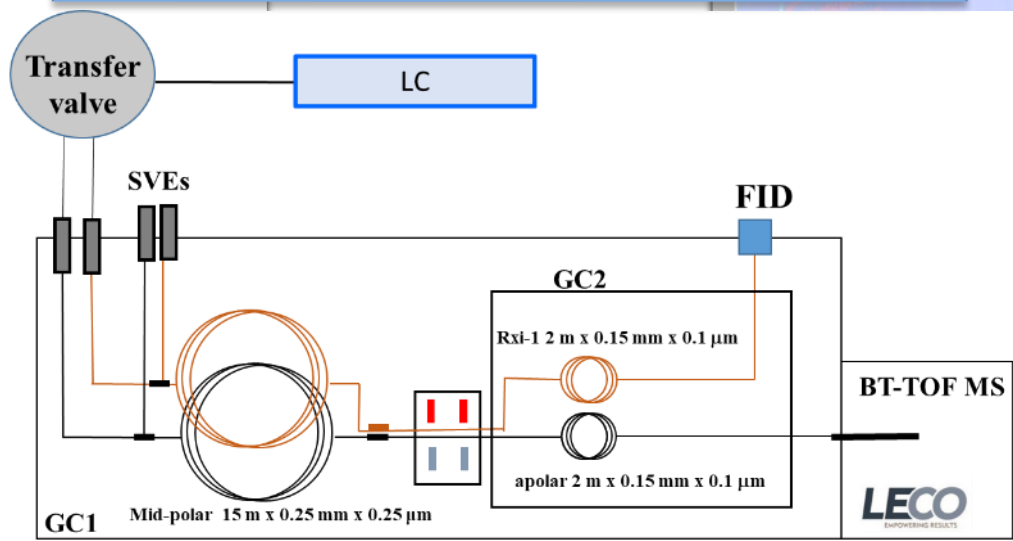 Transfer
valve
LC
SVEs
FID
GC2
Rxi-1 2 m x 0.15 mm x 0.1 μm
BT-TOF MS
apolar 2 m x 0.15 mm x 0.1 μm
Mid-polar 15 m x 0.25 mm x 0.25 μm
GC1
LECO
EMPOWERING RESULTS